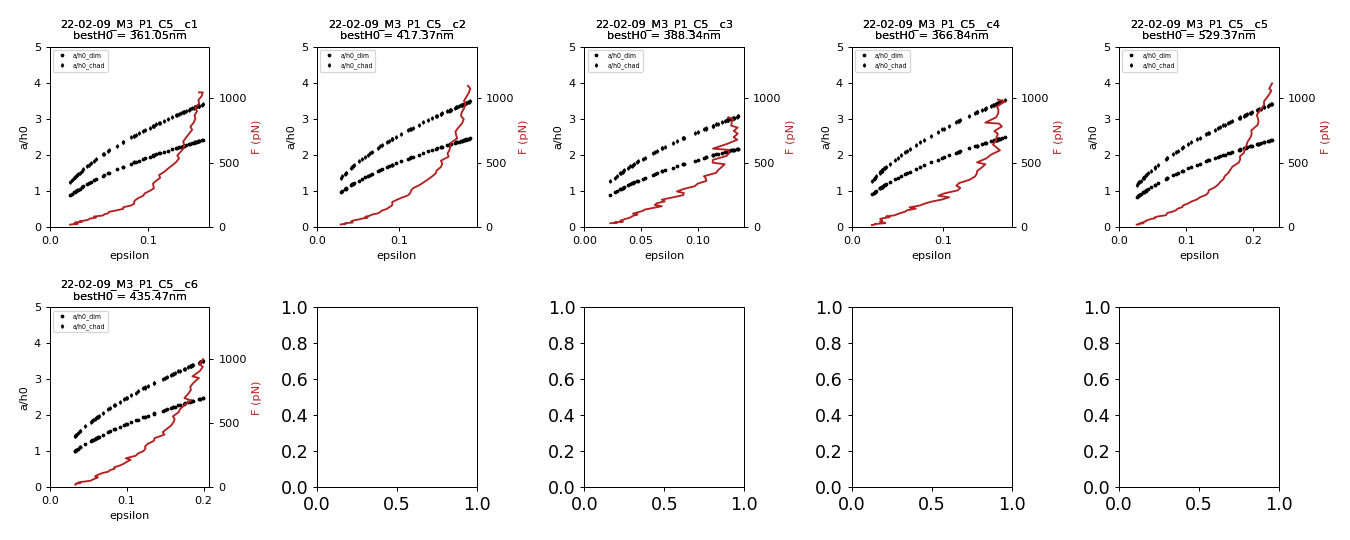 22-02-09_M3_P1_C5__c1
bestH0 = 361.05nm
22-02-09_M3_P1_C5__c2
bestH0 = 417.37nm
22-02-09_M3_P1_C5__c3
bestH0 = 388.34nm
22-02-09_M3_P1_C5__c4
bestH0 = 366.84nm
22-02-09_M3_P1_C5__c5
bestH0 = 529.37nm
a/h0_dim
a/h0_chad
a/h0_dim
a/h0_chad
a/h0_dim
a/h0_chad
a/h0_dim
a/h0_chad
a/h0_dim
a/h0_chad
5 5 5 5 5
4 4 4 4 4
1000 1000 1000 1000 1000
3 3 3 3 3
a/h0 F (pN) a/h0 F (pN) a/h0 F (pN) a/h0 F (pN) a/h0 F (pN)
2 2 2 2 2
500 500 500 500 500
1 1 1 1 1
0 0 0 0 0 0 0 0 0 0
0.0 0.1 0.0 0.1 0.00 0.05 0.10 0.0 0.1 0.0 0.1 0.2
epsilon epsilon epsilon epsilon epsilon
22-02-09_M3_P1_C5__c6
bestH0 = 435.47nm
a/h0_dim
a/h0_chad
5
4
3
2
1
0
a/h0
1000
500
0
F (pN)
0.0 0.1 0.2
epsilon
1.0 1.0 1.0 1.0
0.8 0.8 0.8 0.8
0.6 0.6 0.6 0.6
0.4 0.4 0.4 0.4
0.2 0.2 0.2 0.2
0.0 0.0 0.0 0.0
0.0 0.5 1.0 0.0 0.5 1.0 0.0 0.5 1.0 0.0 0.5 1.0